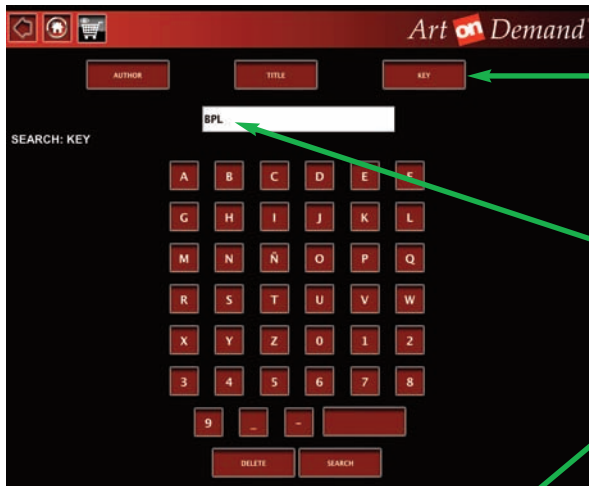 Art on Demand
AUTHOR TITLE KEY
BPL
SEARCH: KEY
A B C D E F
G H I J K L
M N Ñ O P Q
R S T U V W
X Y Z 0 1 2
3 4 5 6 7 8
9 _ -
DELETE SEARCH